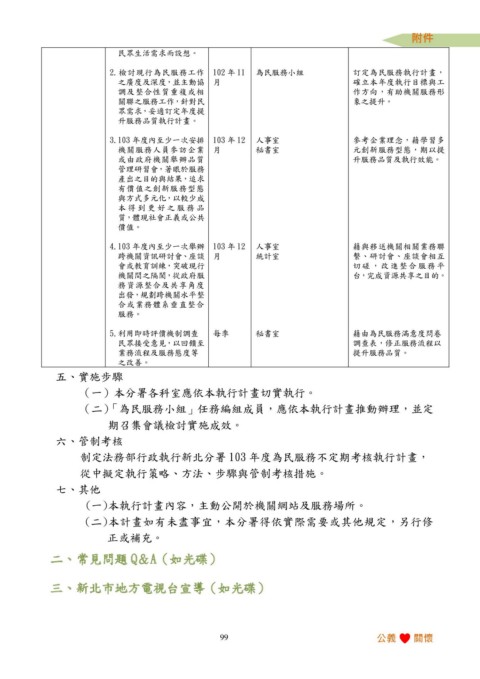 附件
民眾生活需求而設想。
2.檢討現行為民服務工作 102 年 11 為民服務小組 訂定為民服務執行計畫，
之廣度及深度，並主動協 月 確立本年度執行目標與工
調及整合性質重複或相 作方向，有助機關服務形
關聯之服務工作，針對民 象之提升。
眾需求，妥適訂定年度提
升服務品質執行計畫。
3.103 年度內至少一次安排 103 年 12 人事室 參考企業理念，藉學習多
機關服務人員參訪企業 月 秘書室 元創新服務型態，期以提
或由政府機關舉辦品質 升服務品質及執行效能。
管理研習會，著眼於服務
產出之目的與結果，追求
有價值之創新服務型態
與方式多元化，以較少成
本得到更好之服務品
質，體現社會正義或公共
價值。
4.103 年度內至少一次舉辦 103 年 12 人事室 藉與移送機關相關業務聯
跨機關資訊研討會、座談 月 統計室 繫、研討會、座談會相互
會或教育訓練，突破現行 切磋，改進整合服務平
機關間之隔閡，從政府服 台，完成資源共享之目的。
務資源整合及共享角度
出發，規劃跨機關水平整
合或業務體系垂直整合
服務。
5.利用即時評價機制調查 每季 秘書室 藉由為民服務滿意度問卷
民眾接受意見，以回饋至 調查表，修正服務流程以
業務流程及服務態度等 提升服務品質。
之改善。
五、實施步驟
（一）本分署各科室應依本執行計畫切實執行。
（二）「為民服務小組」任務編組成員，應依本執行計畫推動辦理，並定
期召集會議檢討實施成效。
六、管制考核
制定法務部行政執行新北分署 103 年度為民服務不定期考核執行計畫，
從中擬定執行策略、方法、步驟與管制考核措施。
七、其他
（一）本執行計畫內容，主動公開於機關網站及服務場所。
（二）本計畫如有未盡事宜，本分署得依實際需要或其他規定，另行修
正或補充。
二、常見問題 Q&A（如光碟）
三、新北市地方電視台宣導（如光碟）
99 公義 ♥ 關懷